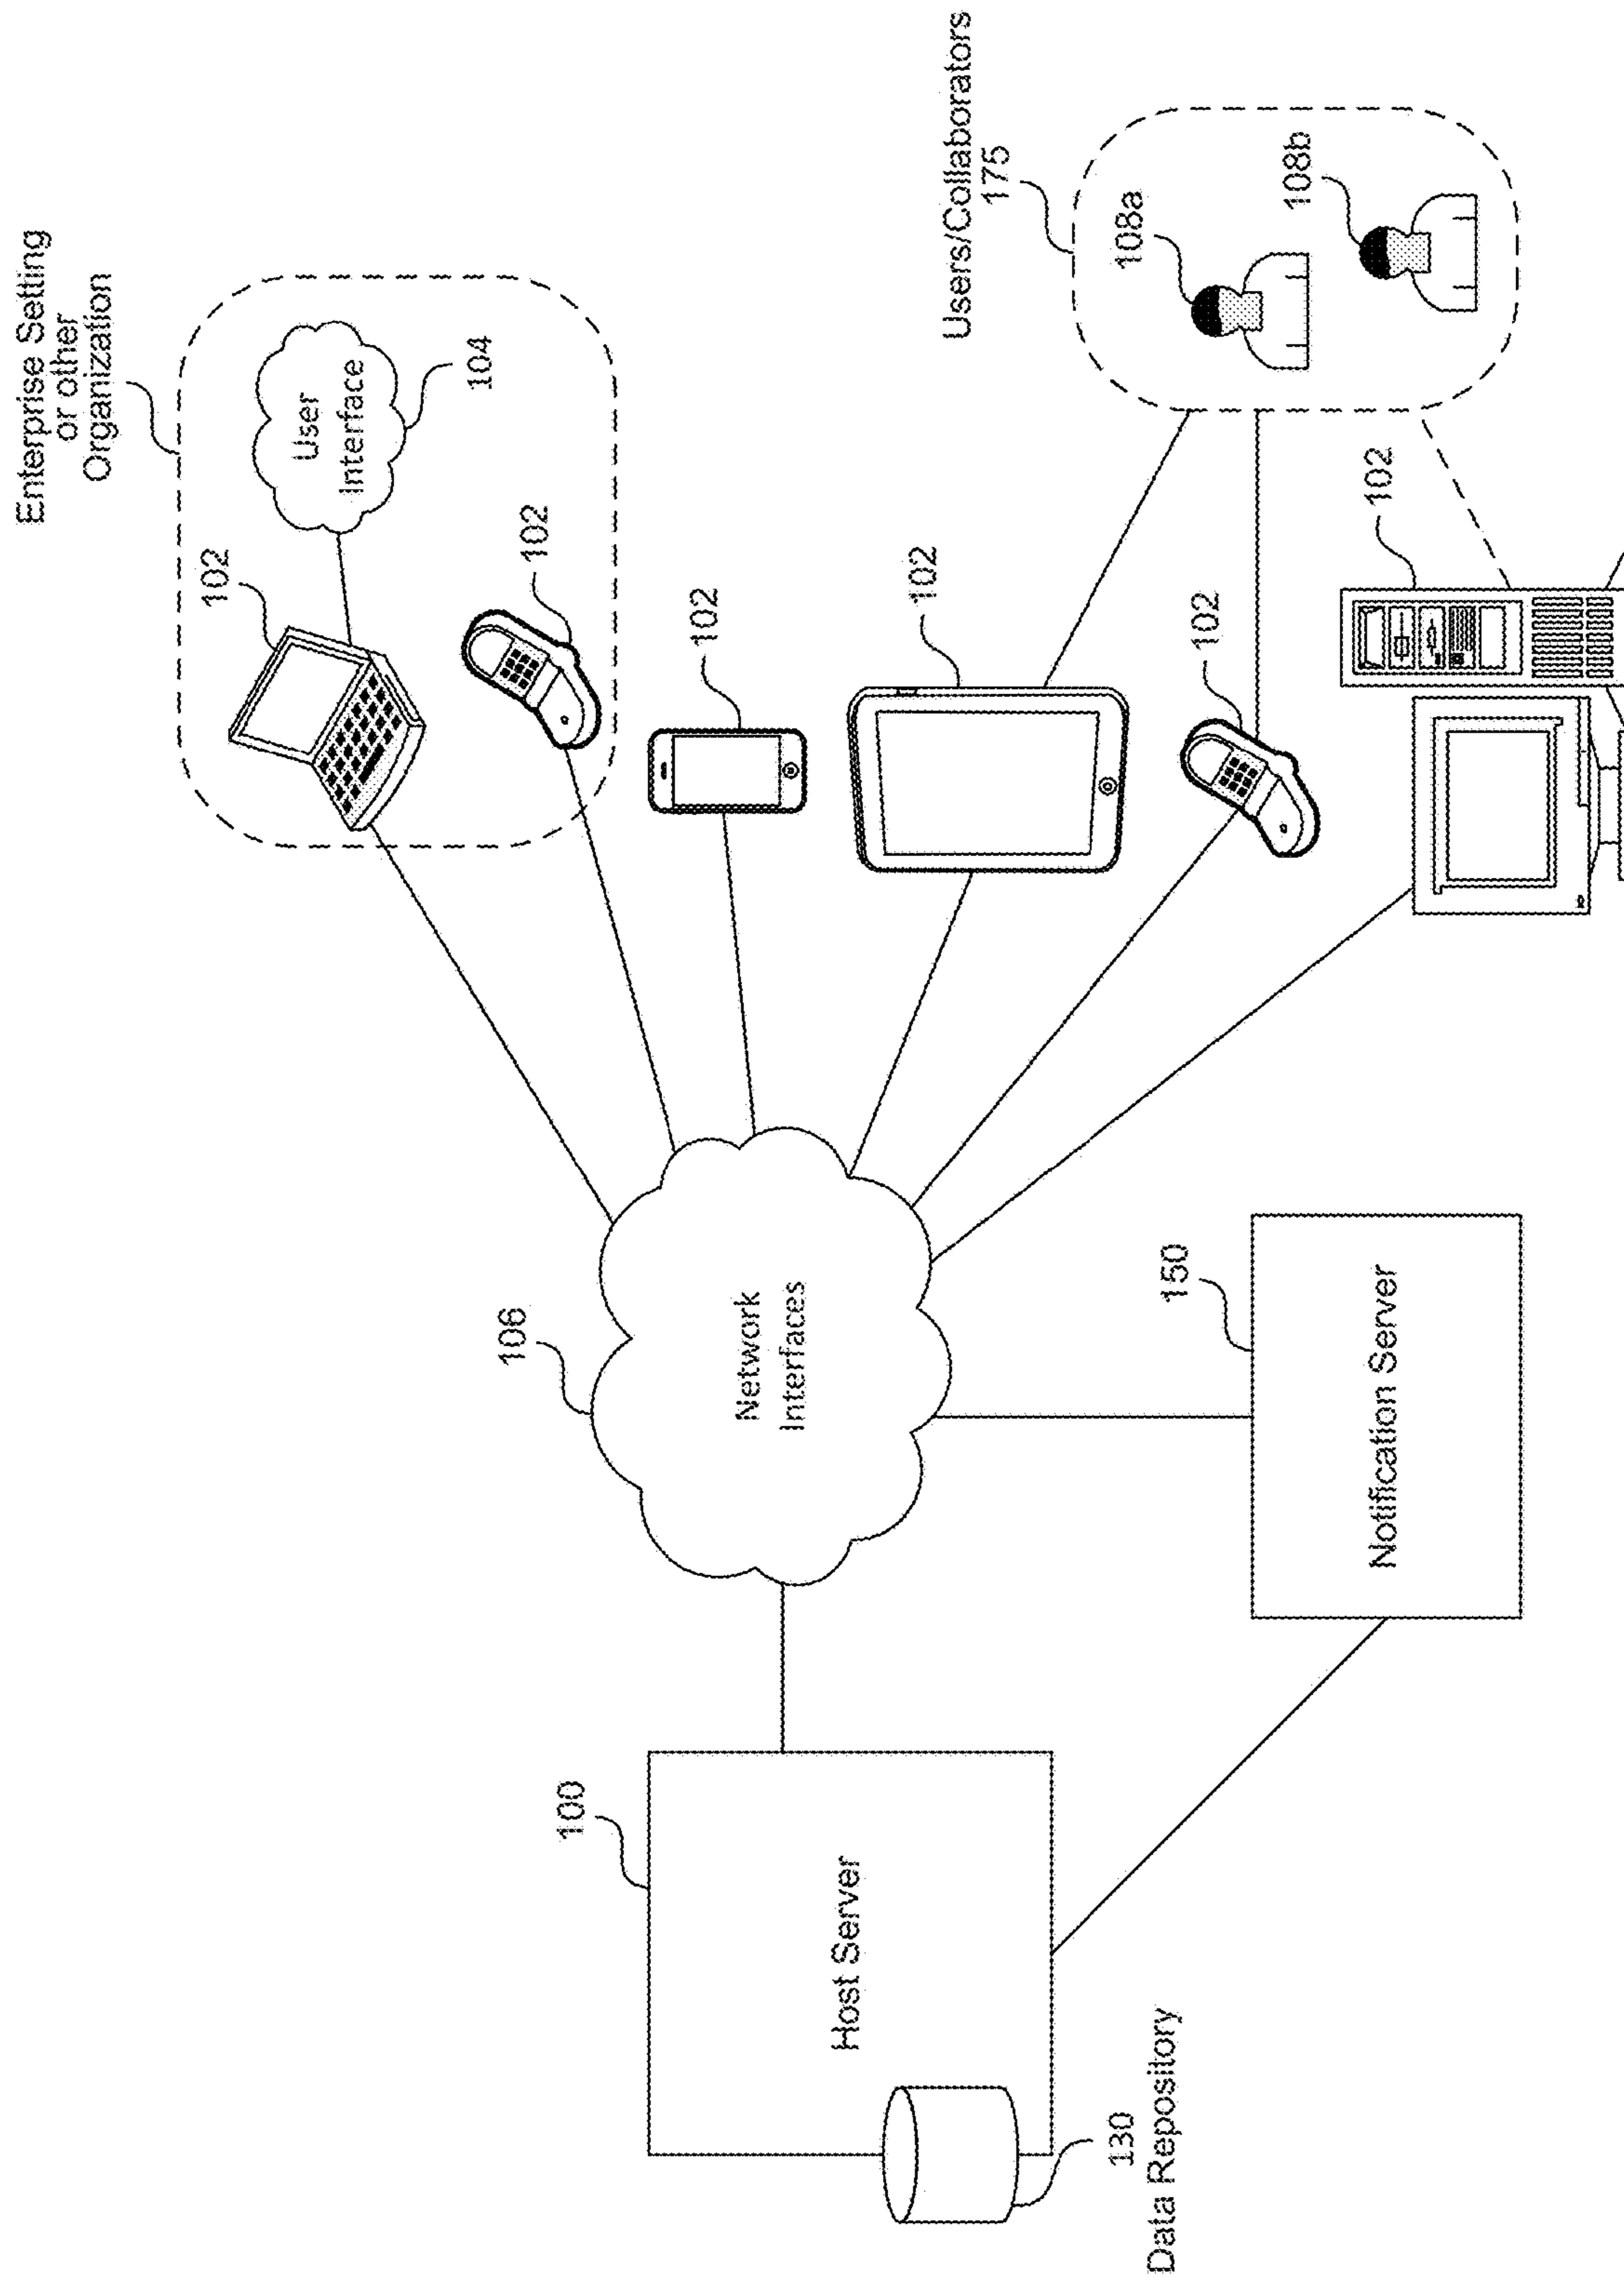 Enterprise Setting
or other
Organization
102
User
Interface
104
102
102
102
102
102
Users/Collaborators
175
108a
108b
106
Network
Interfaces
150
Notification Server
100
Host Server
130
Data Repository